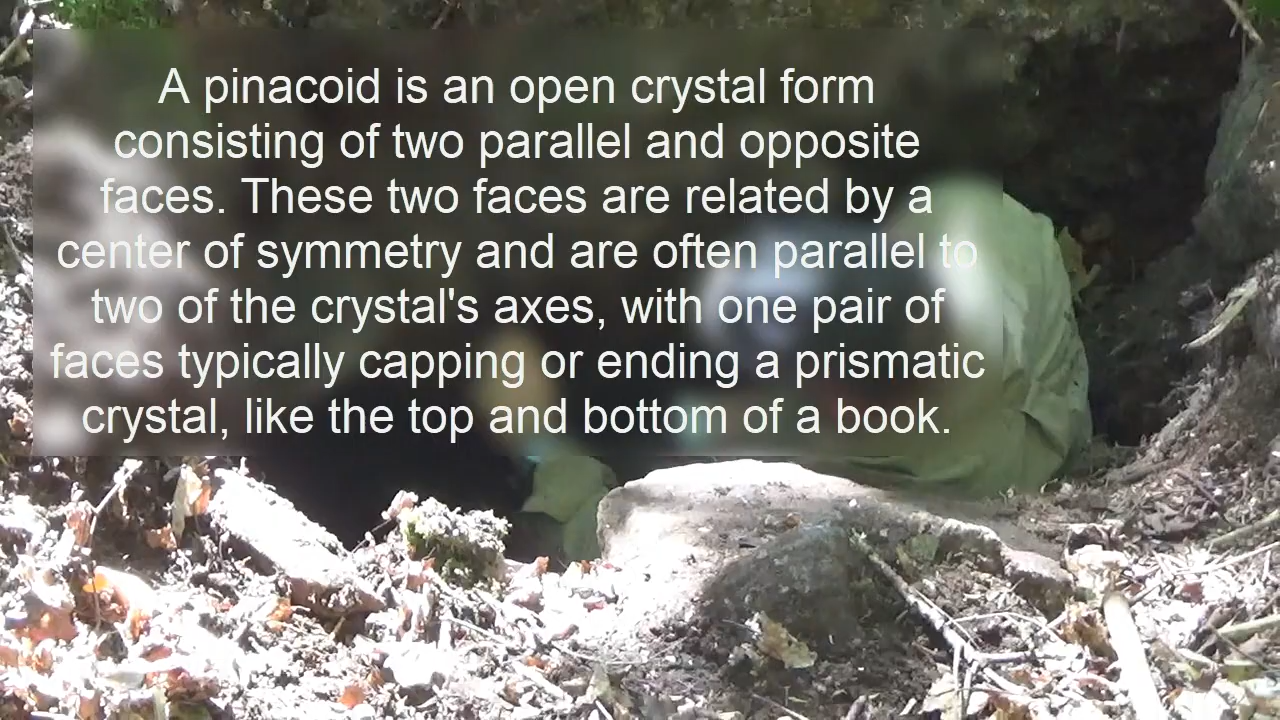 A pinacoid is an open crystal form
consisting of two parallel and opposite
faces. These two faces are related by a
center of symmetry and are often parallel to
two of the crystal's axes, with one pair of
faces typically capping or ending a prismatic
crystal, like the top and bottom of a book.